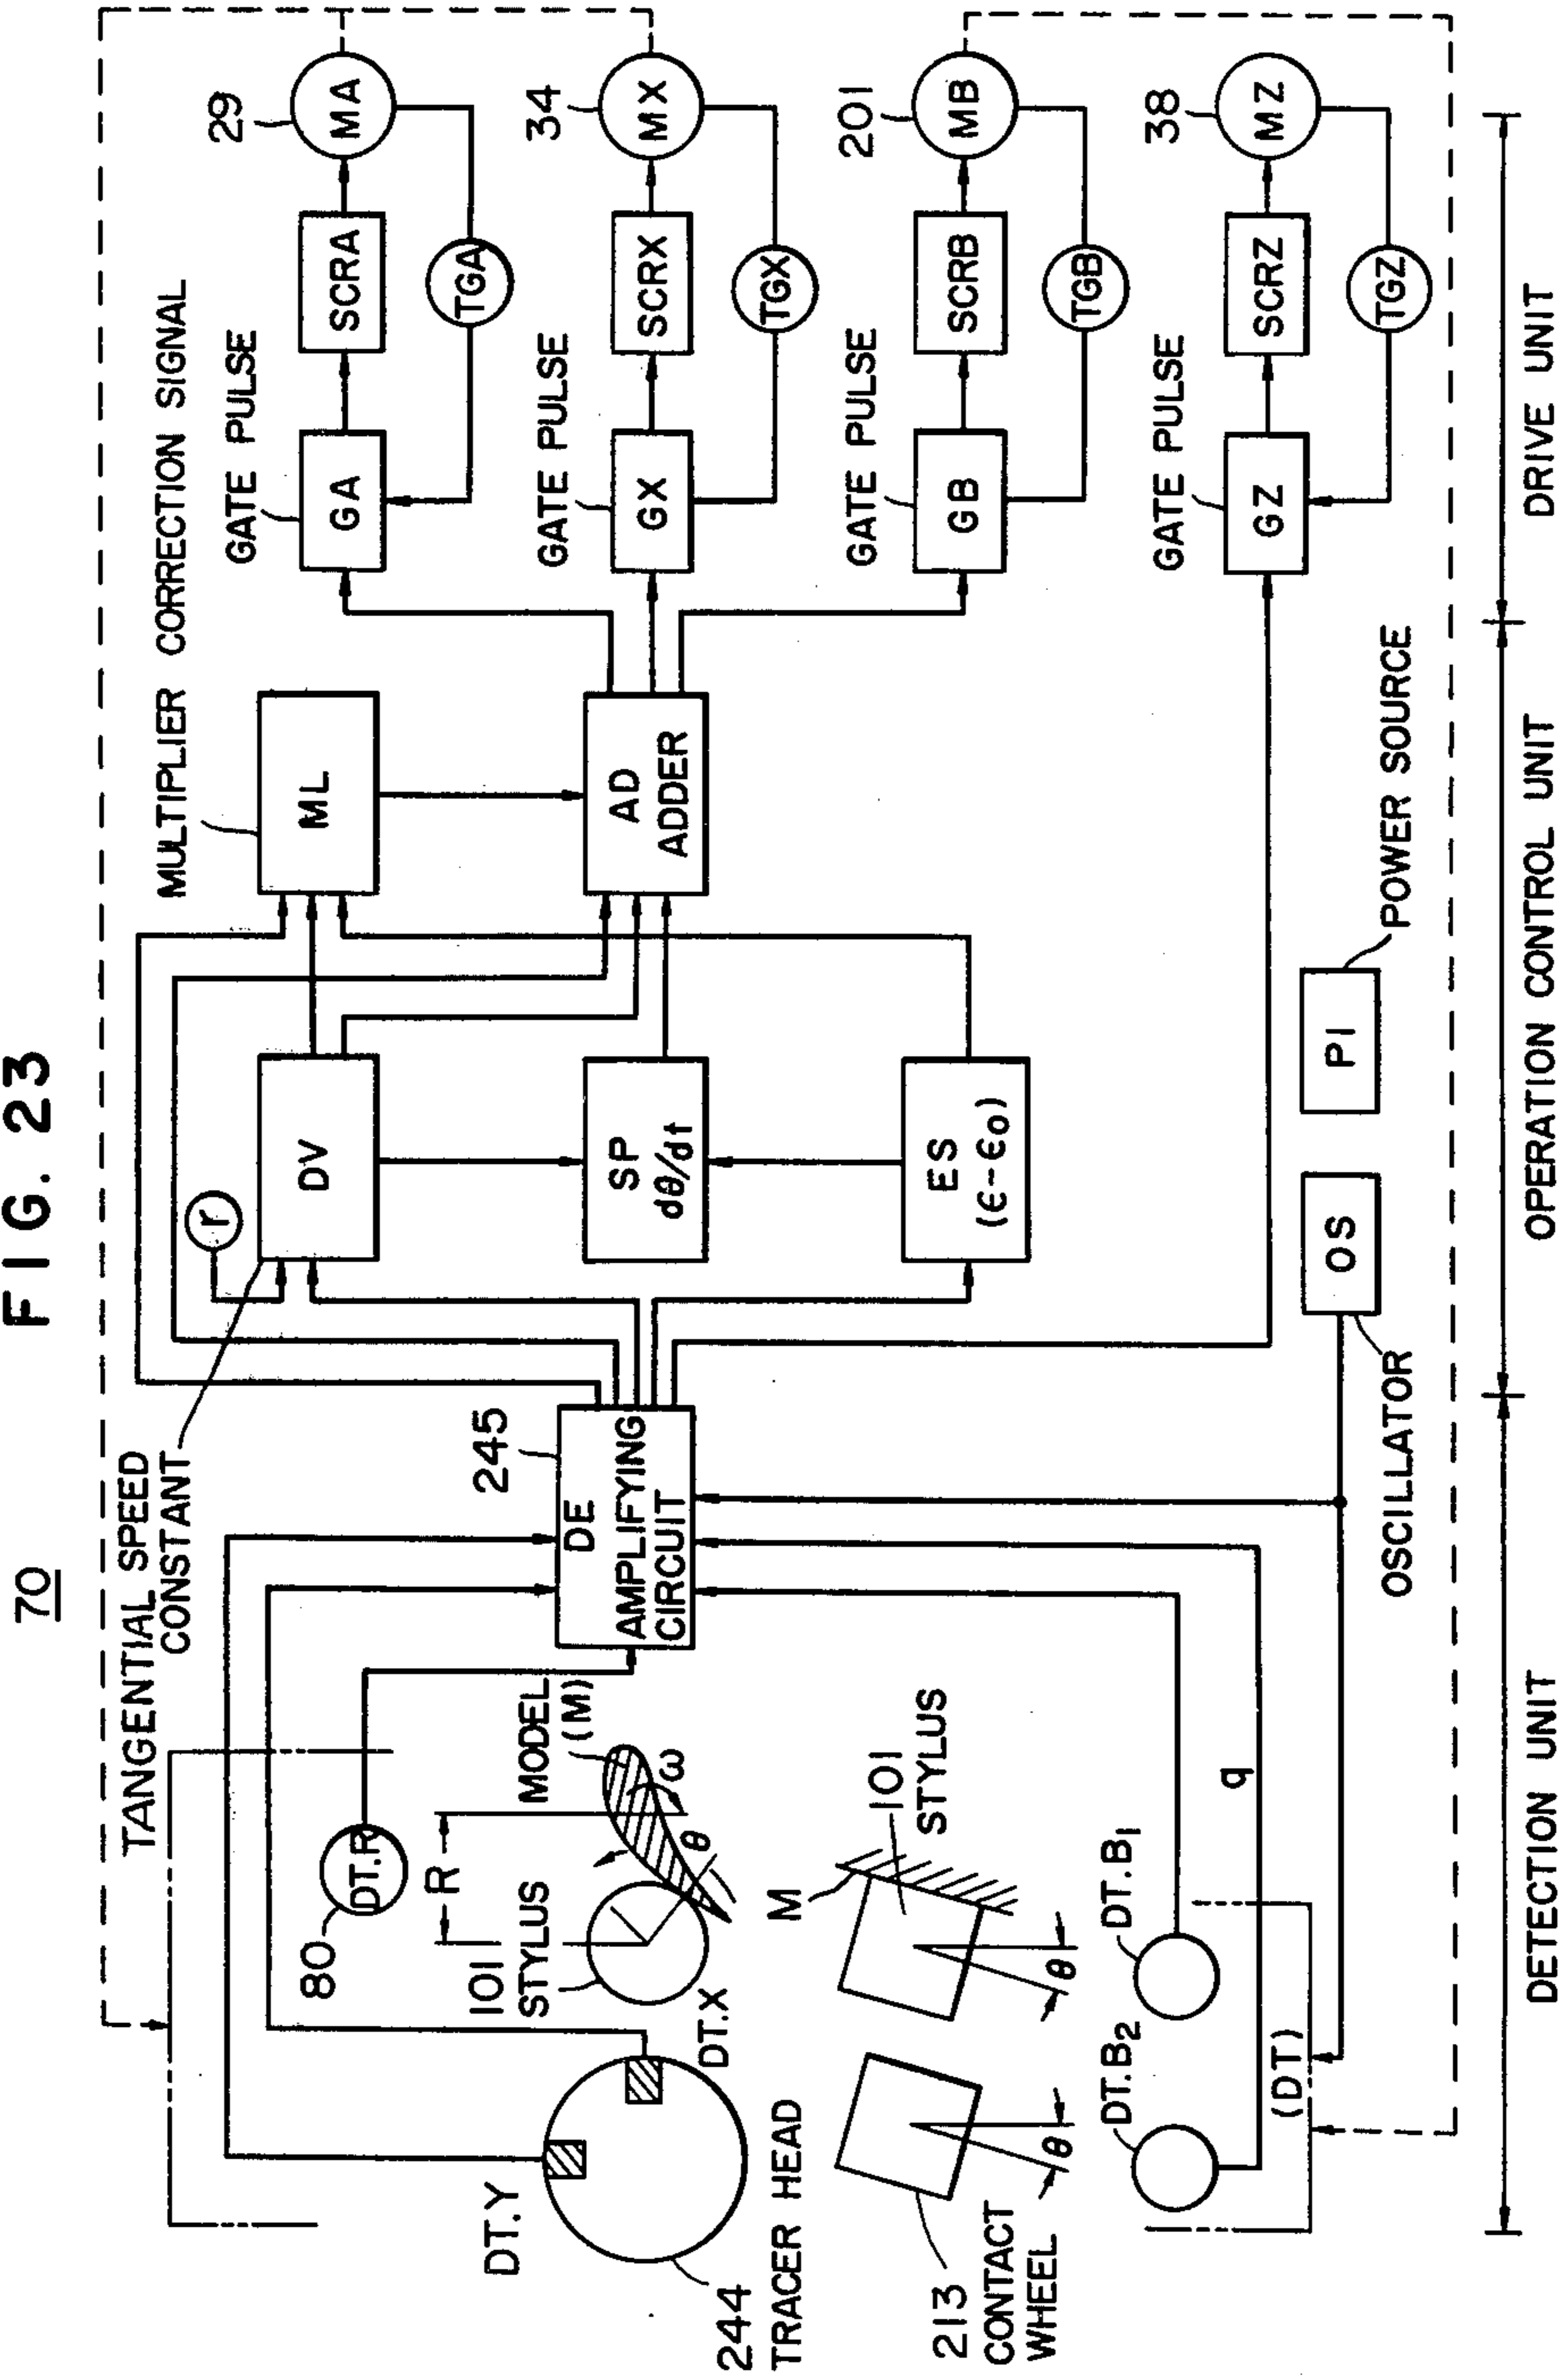 FIG. 23
70
TANGENTIAL SPEED
CONSTANT
MULTIPLIER CORRECTION SIGNAL
DT.Y
244
TRACER HEAD
DT.X
80
DT.R
R
101
STYLUS
MODEL
(M)
ω
θ
M
101
STYLUS
θ
213
CONTACT
WHEEL
θ
DT.B2
DT.B1
q
(DT)
245
DE
AMPLIFYING
CIRCUIT
r
DV
SP
dθ/dt
ES
(ϵ-ϵ0)
ML
AD
ADDER
OS
OSCILLATOR
PI
POWER SOURCE
GATE PULSE
GA
SCRA
29
MA
TGA
GATE PULSE
GX
SCRX
34
MX
TGX
GATE PULSE
GB
SCRB
201
MB
TGB
GATE PULSE
GZ
SCRZ
38
MZ
TGZ
DETECTION UNIT
OPERATION CONTROL UNIT
DRIVE UNIT